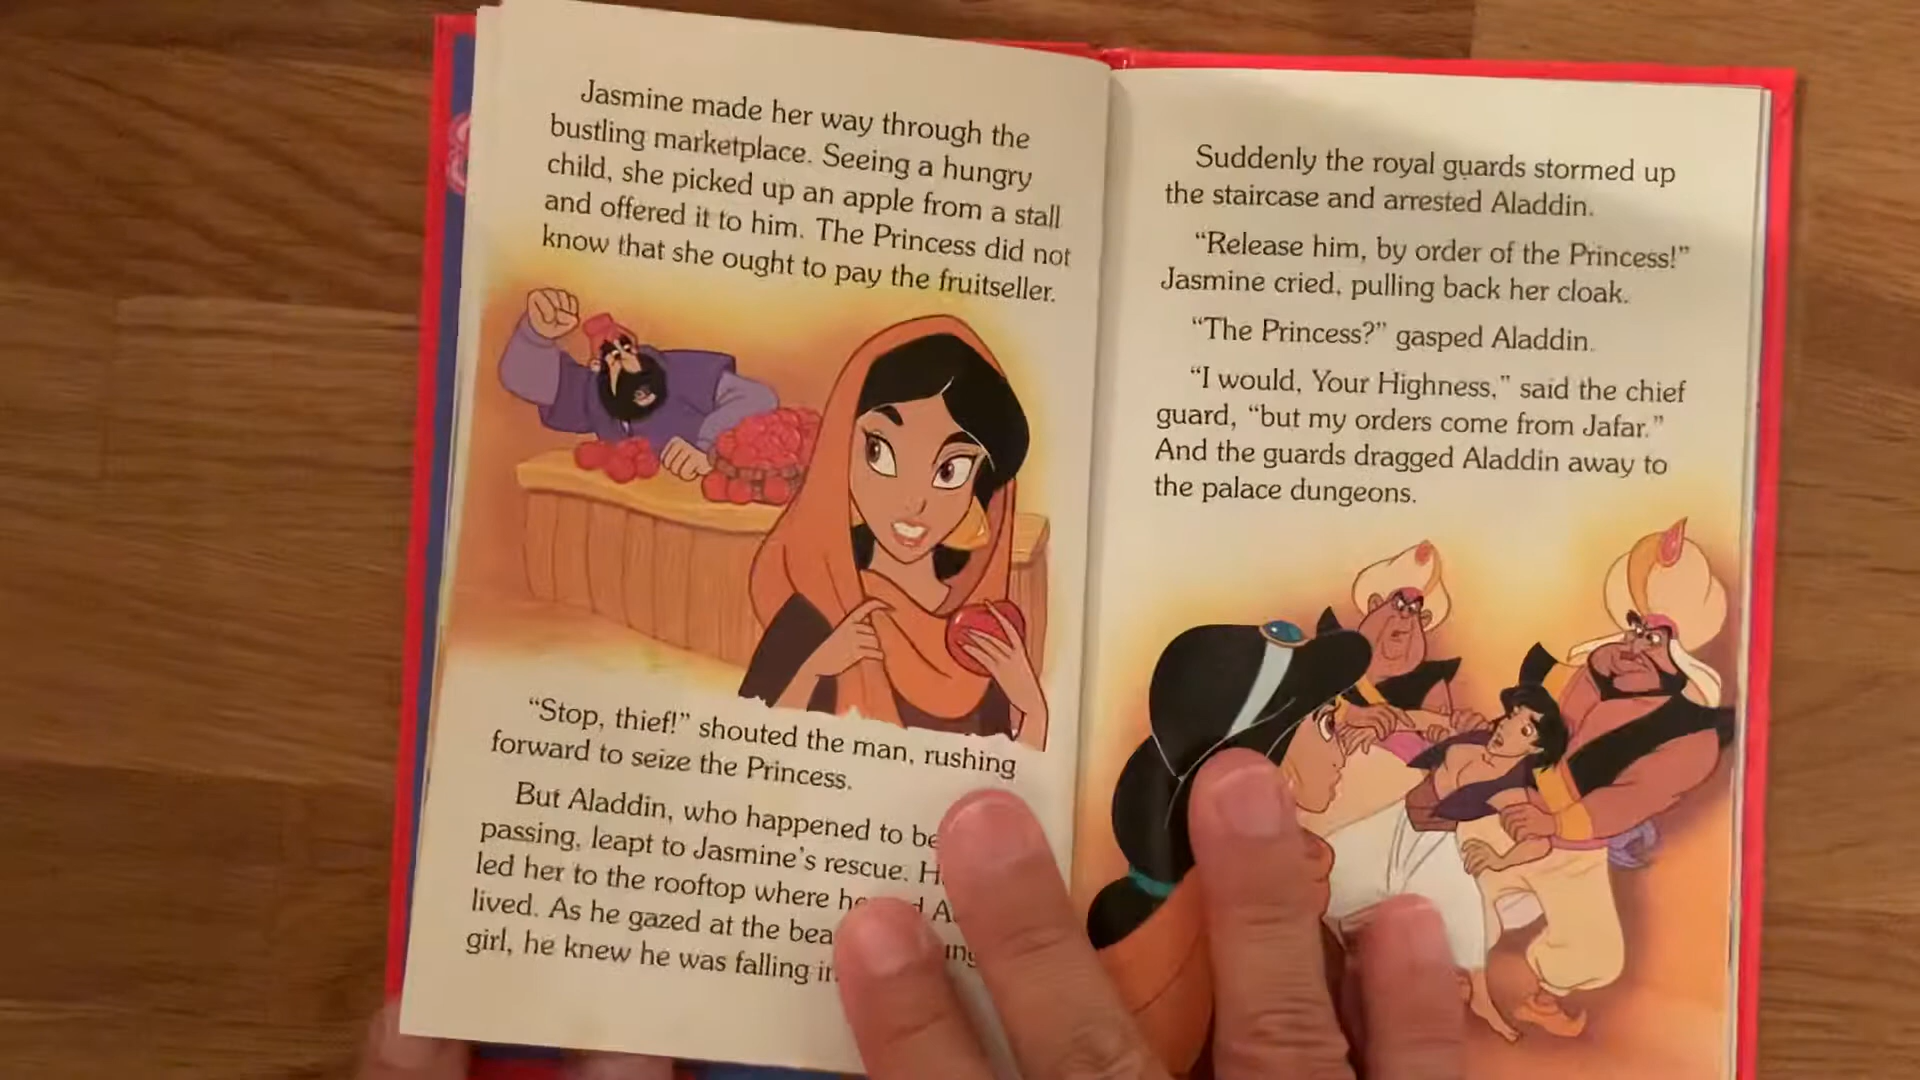 Jasmine made her way through the
bustling marketplace. Seeing a hungry
child, she picked up an apple from a stall
and offered it to him. The Princess did not
know that she ought to pay the fruitseller.
“Stop, thief!” shouted the man, rushing
forward to seize the Princess.
But Aladdin, who happened to be
passing, leapt to Jasmine’s rescue.
led her to the rooftop where
lived. As he gazed at the
girl, he knew he was falling
Suddenly the royal guards stormed up
the staircase and arrested Aladdin.
“Release him, by order of the Princess!”
Jasmine cried, pulling back her cloak.
“The Princess?” gasped Aladdin.
“I would, Your Highness,” said the chief
guard, “but my orders come from Jafar.”
And the guards dragged Aladdin away to
the palace dungeons.